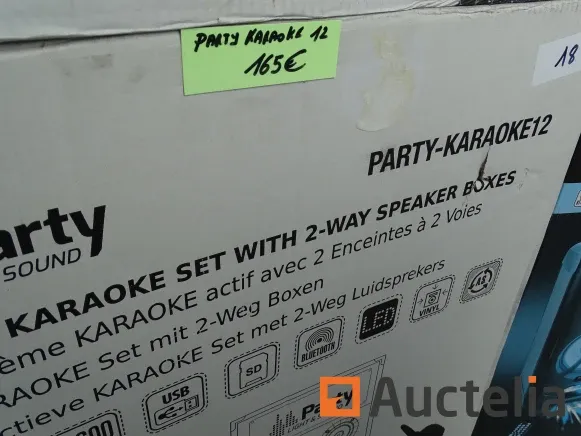 PARTY KARAOKE 12
165€
18
PARTY-KARAOKE12
arty
SOUND
KARAOKE SET WITH 2-WAY SPEAKER BOXES
ème KARAOKE actif avec 2 Enceintes à 2 Voies
RAOKE Set mit 2-Weg Boxen
ctieve KARAOKE Set met 2-Weg Luidsprekers
USB
SD
BLUETOOTH
LED
VINYL
Party
Auctelia